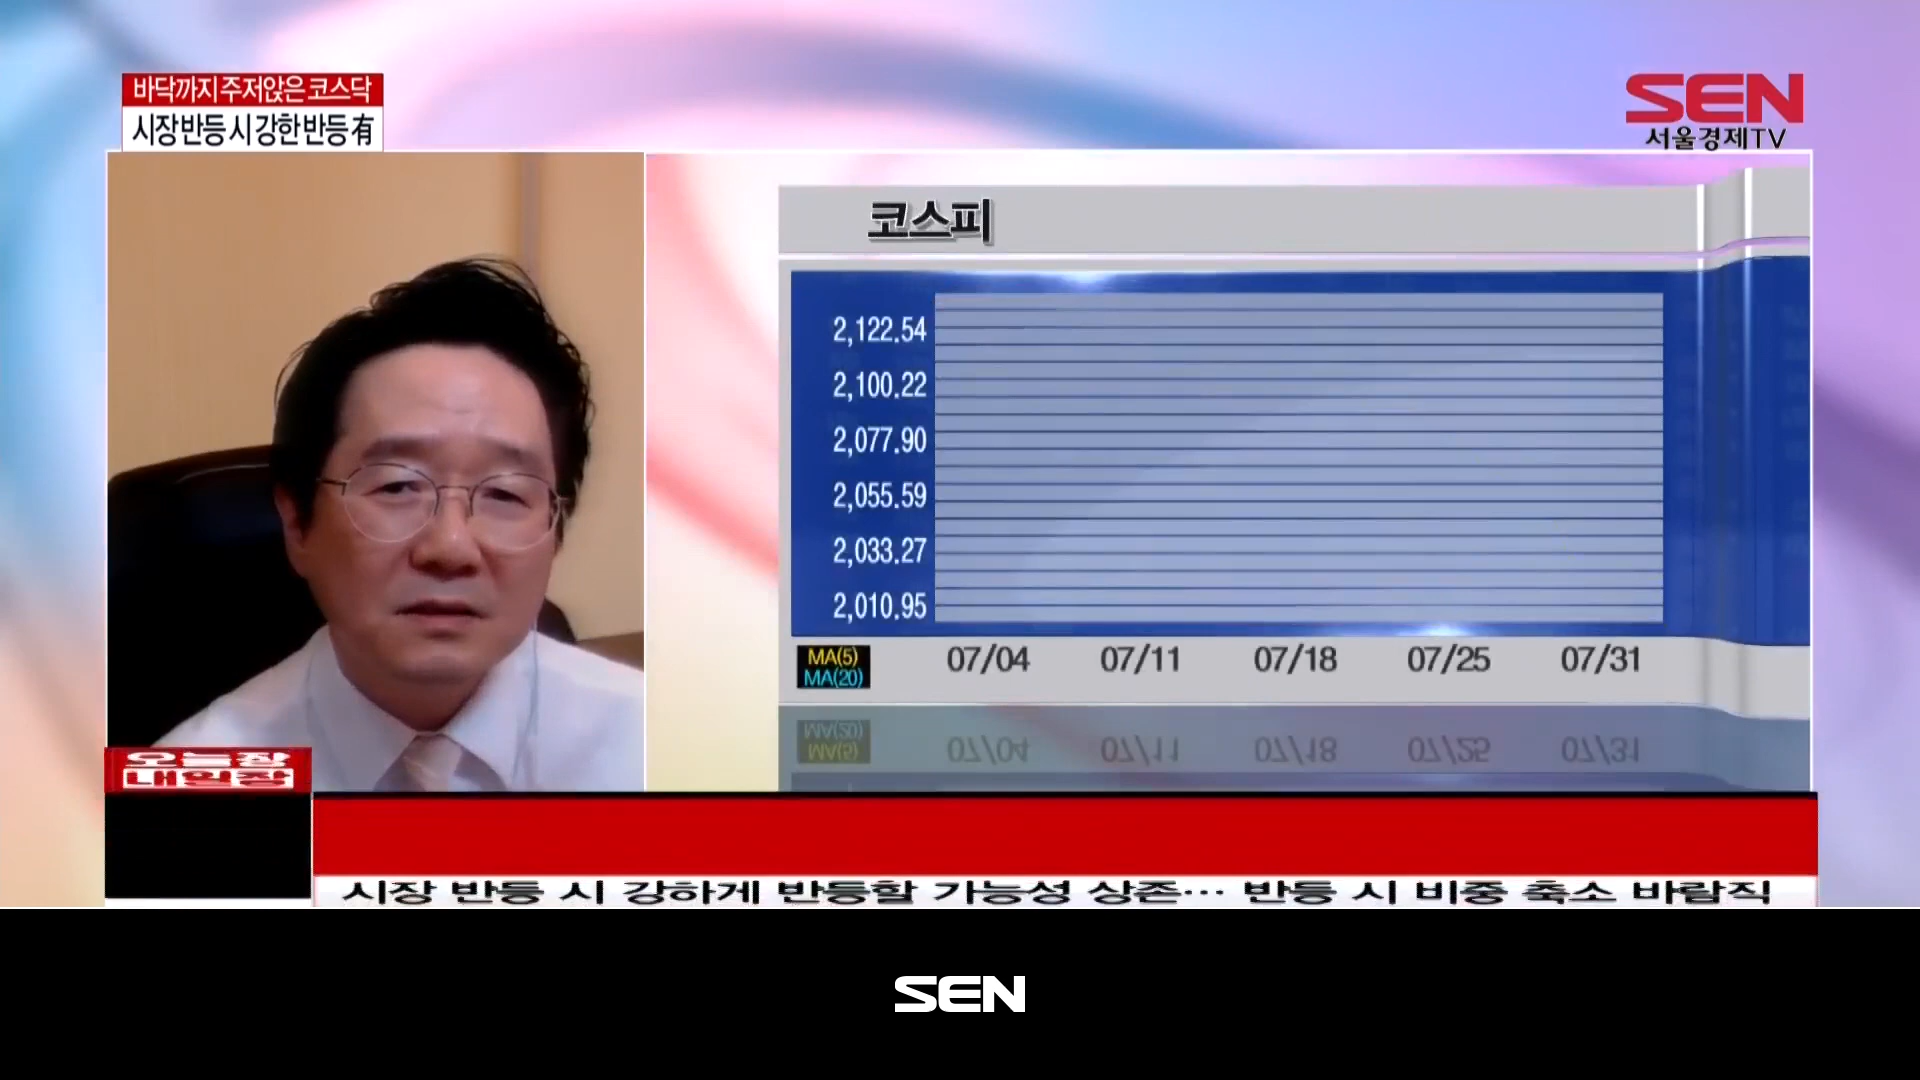 바닥까지 주저앉은 코스닥
시장 반등 시 강한 반등 有
SEN
서울경제TV
코스피
2,122.54
2,100.22
2,077.90
2,055.59
2,033.27
2,010.95
MA(5)
MA(20)
07/04 07/11 07/18 07/25 07/31
오늘장
내일장
시장 반등 시 강하게 반등할 가능성 상존… 반등 시 비중 축소 바람직
SEN